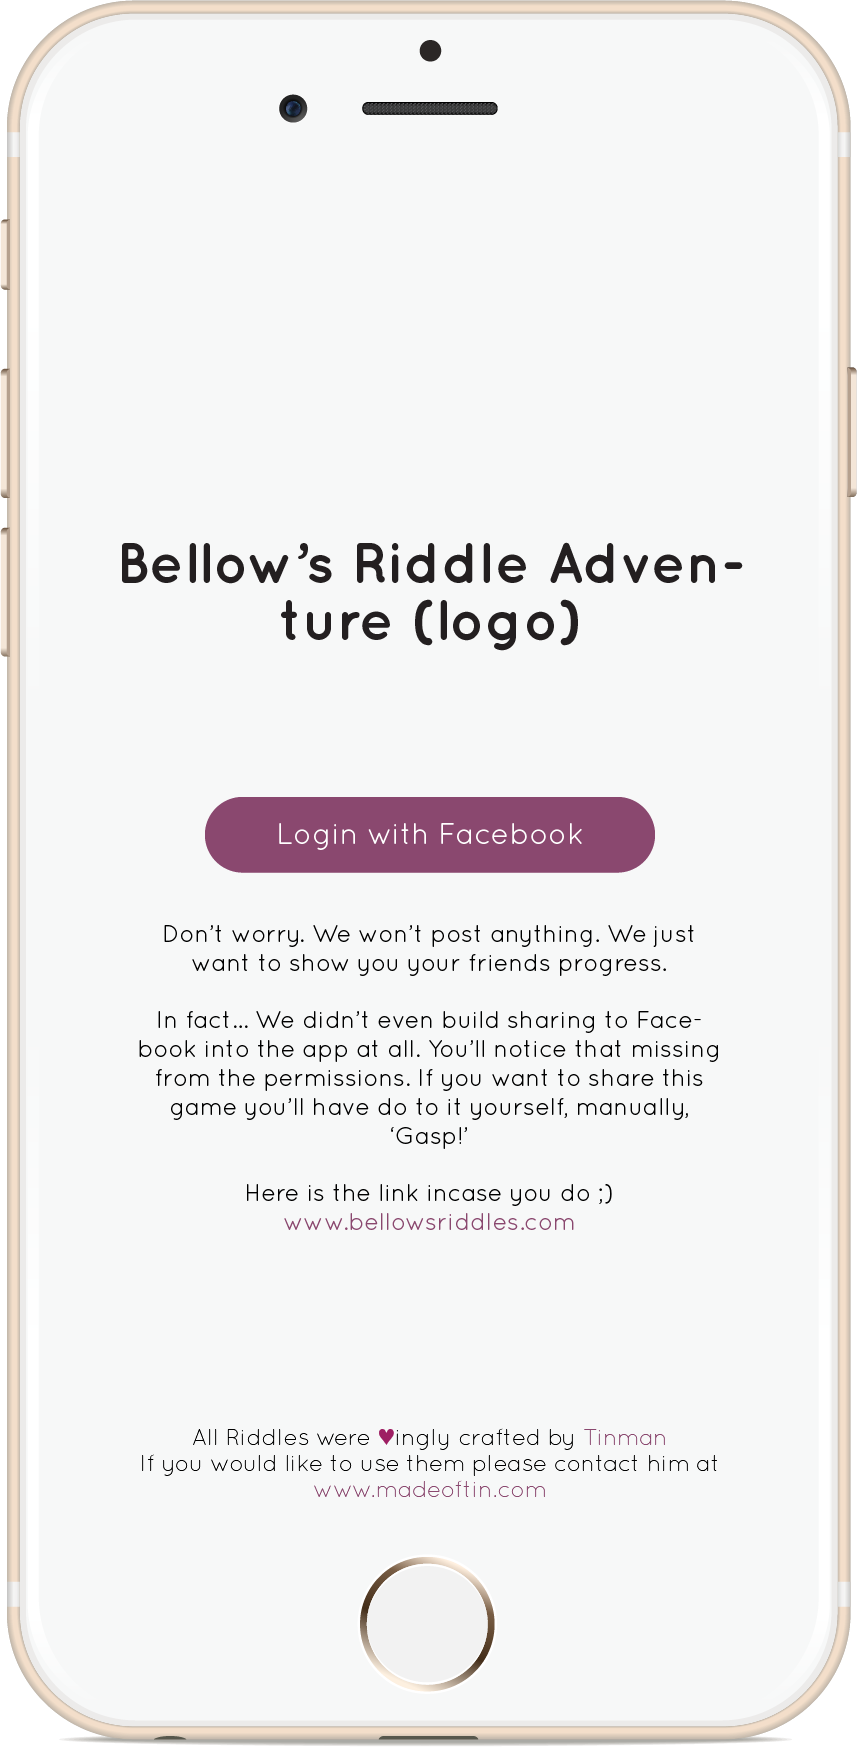 Bellow’s Riddle Adven-
ture (logo)
Login with Facebook
Don’t worry. We won’t post anything. We just
want to show you your friends progress.
In fact... We didn’t even build sharing to Face-
book into the app at all. You’ll notice that missing
from the permissions. If you want to share this
game you’ll have do to it yourself, manually,
‘Gasp!’
Here is the link incase you do ;)
www.bellowsriddles.com
All Riddles were ♥ingly crafted by Tinman
If you would like to use them please contact him at
www.madeoftin.com